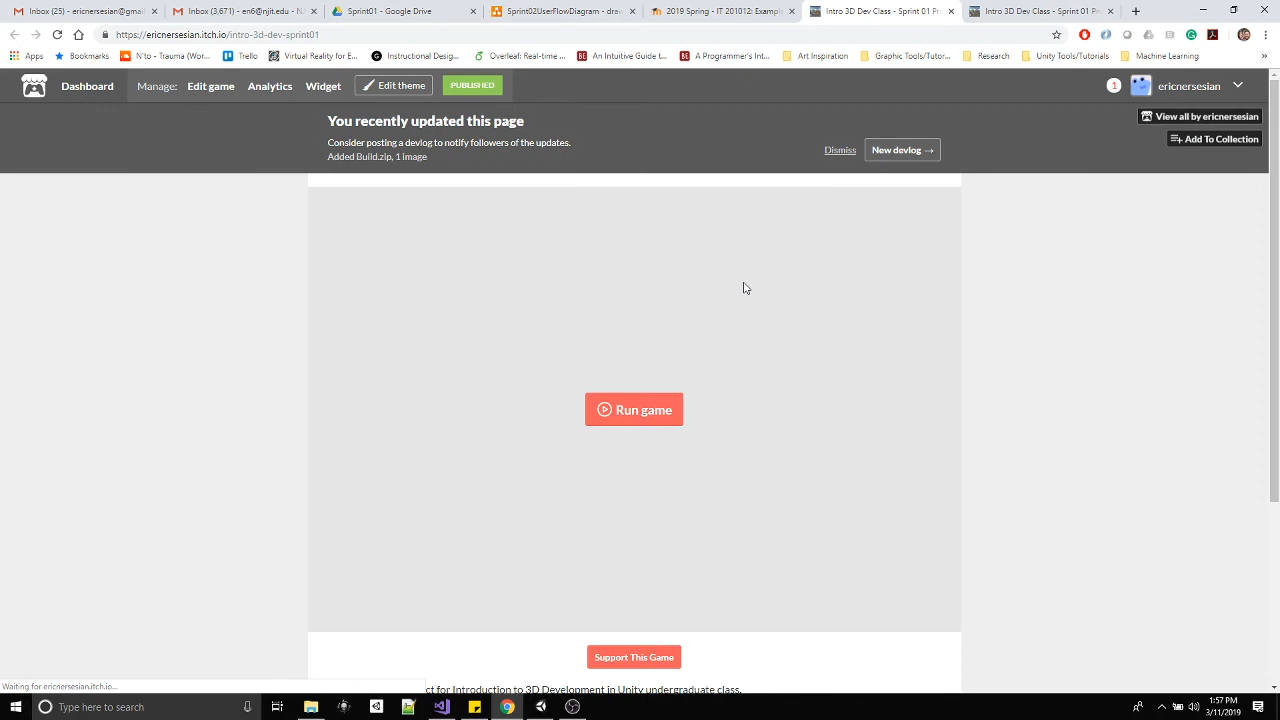 Inbox (25) - ericnersesian@gmail
Inbox (3,671) - en6@njit.edu - N
Sprint01 - Google Drive
Sprint02UserFlowDiagram - draw
2019 Spring - IT 201012: Exampl
Intro 3D Dev Class - Sprint 01 Pr
Intro 3D Dev Class - Sprint 01 Pr
https://ericnersesian.itch.io/intro-3d-dev-sprint01
Apps
Bookmarks
N'to - Trauma (Wor...
Trello
Virtual Reality for E...
Instructional Desig...
Overleaf: Real-time ...
An Intuitive Guide t...
A Programmer's Int...
Art Inspiration
Graphic Tools/Tutor...
Research
Unity Tools/Tutorials
Machine Learning
Dashboard
Manage: Edit game Analytics Widget Edit theme PUBLISHED
1 ericnersesian
You recently updated this page
Consider posting a devlog to notify followers of the updates.
Added Build.zip, 1 image
Dismiss
New devlog →
View all by ericnersesian
Add To Collection
Run game
Support This Game
ct for Introduction to 3D Development in Unity undergraduate class.
Waiting for ericnersesian.itch.io...
Type here to search
1:57 PM
3/11/2019